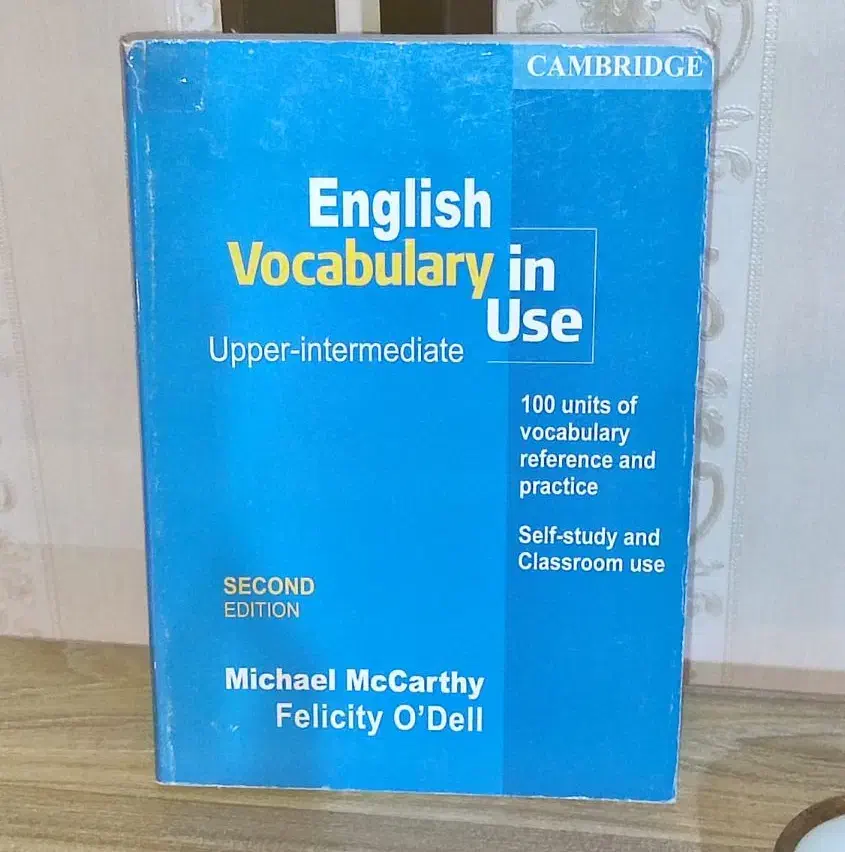 CAMBRIDGE
English
Vocabulary in
Use
Upper-intermediate
100 units of
vocabulary
reference and
practice
Self-study and
Classroom use
SECOND
EDITION
Michael McCarthy
Felicity O'Dell